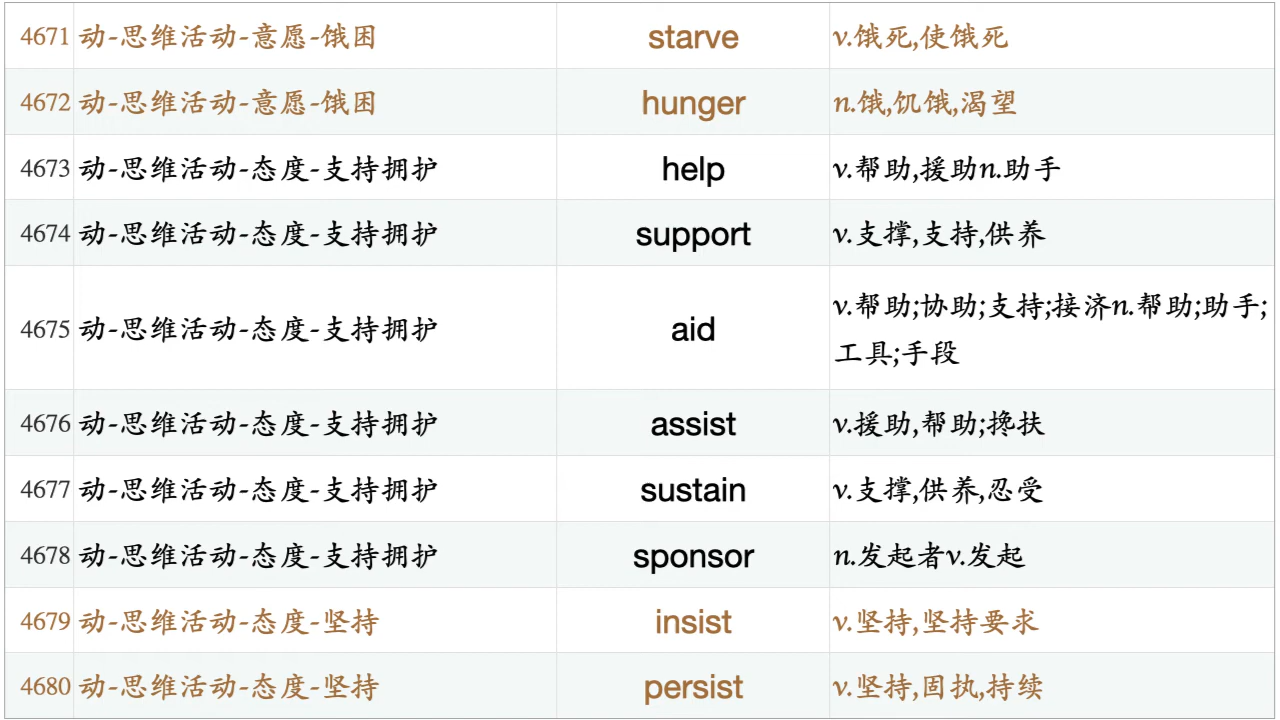 4671 动-思维活动-意愿-饿困 starve v.饿死,使饿死
4672 动-思维活动-意愿-饿困 hunger n.饿,饥饿,渴望
4673 动-思维活动-态度-支持拥护 help v.帮助,援助n.助手
4674 动-思维活动-态度-支持拥护 support v.支撑,支持,供养
4675 动-思维活动-态度-支持拥护 aid v.帮助;协助;支持;接济n.帮助;助手;
工具;手段
4676 动-思维活动-态度-支持拥护 assist v.援助,帮助;搀扶
4677 动-思维活动-态度-支持拥护 sustain v.支撑,供养,忍受
4678 动-思维活动-态度-支持拥护 sponsor n.发起者v.发起
4679 动-思维活动-态度-坚持 insist v.坚持,坚持要求
4680 动-思维活动-态度-坚持 persist v.坚持,固执,持续